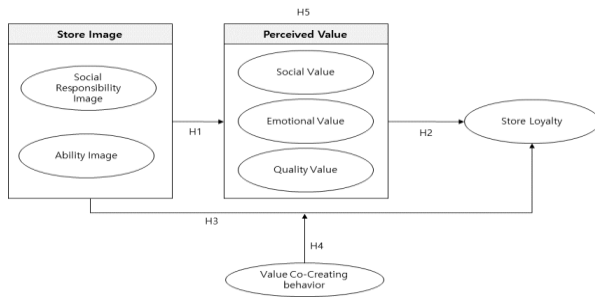 H5
Store Image
Perceived Value
Social
Responsibility
Image
Ability Image
H1
Social Value
Emotional Value
Quality Value
H2
Store Loyalty
H3
H4
Value Co-Creating
behavior